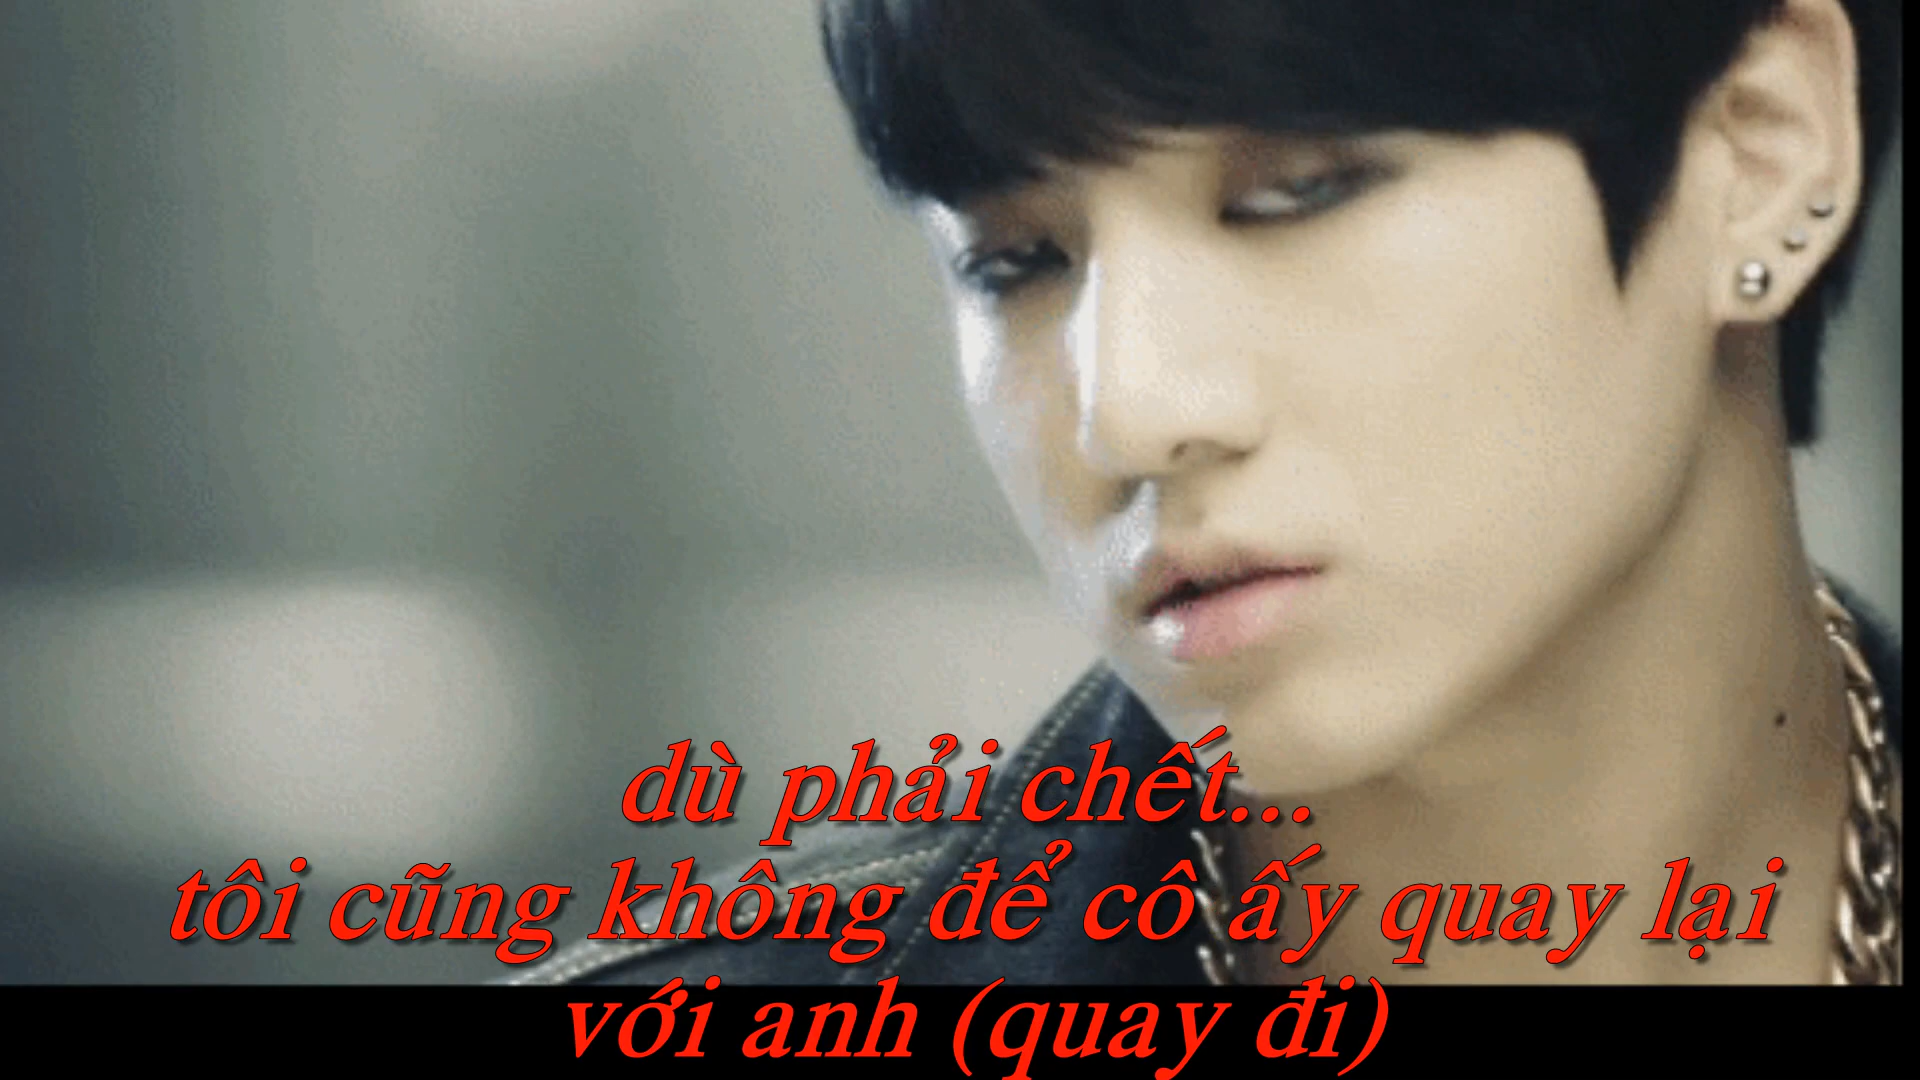 dù phải chết...
tôi cũng không để cô ấy quay lại
với anh (quay đi)